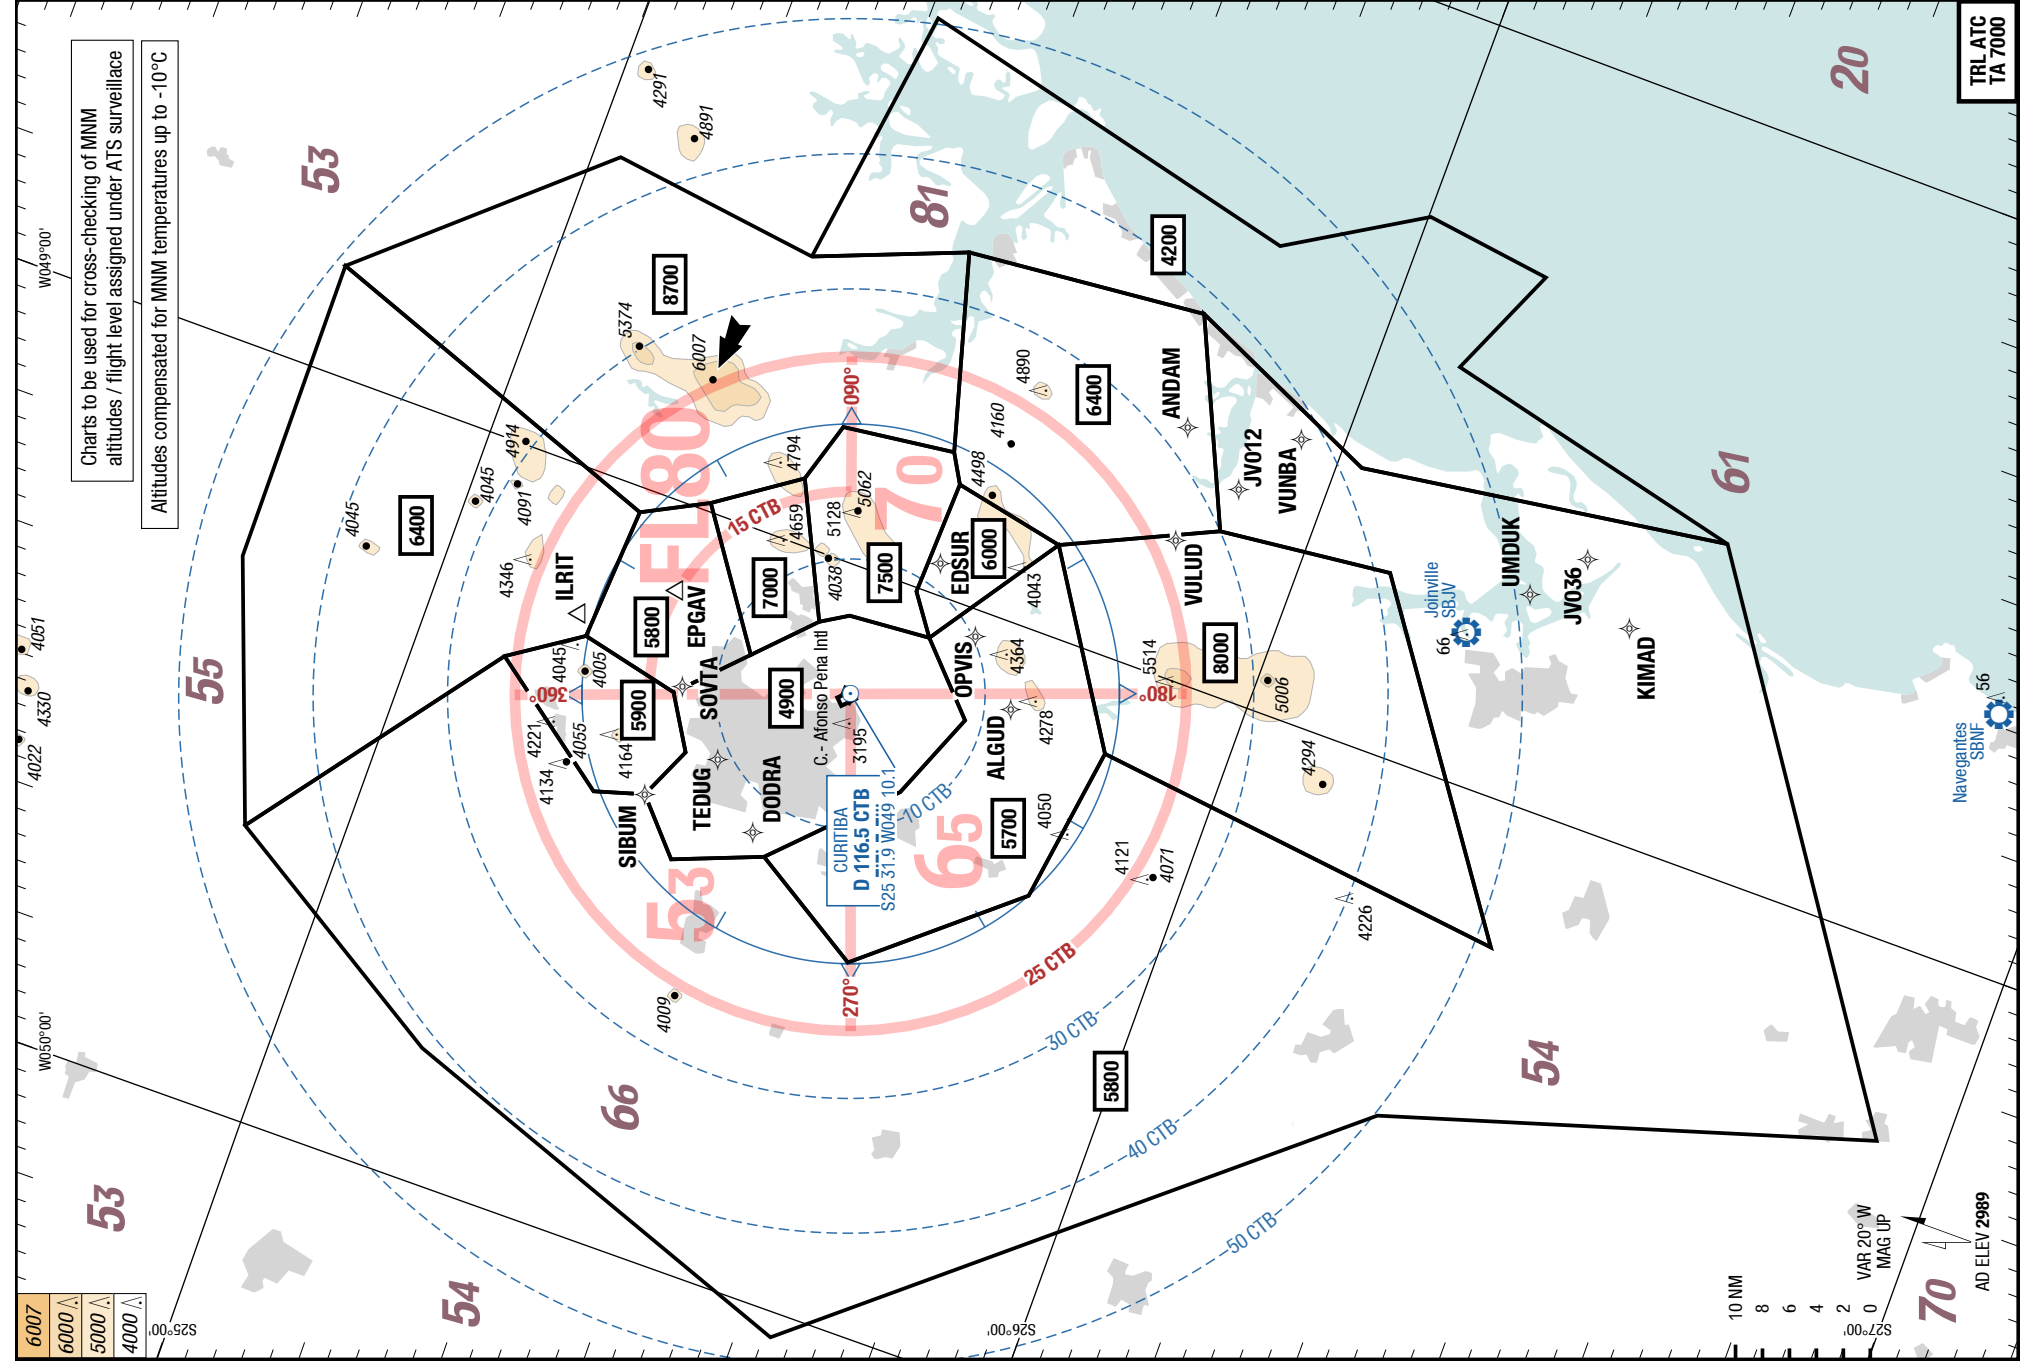 Charts to be used for cross-checking of MNM
altitudes / flight level assigned under ATS surveillace
Altitudes compensated for MNM temperatures up to -10°C
TRL ATC
TA 7000
W049°00'
W050°00'
S25°00'
S26°00'
S27°00'
53
55
53
54
66
54
70
61
81
20
4291
4891
5374
6007
8700
4200
6400
4890
4160
4498
ANDAM
JV012
VUNBA
4914
4045
4091
4045
6400
4346
ILRIT
4051
4330
4022
FL80
70
65
53
090°
180°
270°
360°
15 CTB
25 CTB
10 CTB
30 CTB
40 CTB
50 CTB
4794
4659
5062
5128
4038
7000
7500
5800
EPGAV
EDSUR
6000
4043
VULUD
4045
4005
5900
SOVTA
4900
C.- Afonso Pena Intl
3195
OPVIS
4364
4278
ALGUD
4221
4055
4134
4164
SIBUM
TEDUG
DODRA
CURITIBA
D 116.5 CTB
S25 31.9 W049 10.1
5700
4050
4121
4071
4226
4294
5514
8000
5006
4009
5800
Joinville
SBJV
66
UMDUK
JV036
KIMAD
Navegantes
SBNF
56
6007
6000
5000
4000
10 NM
8
6
4
2
0
VAR 20° W
MAG UP
AD ELEV 2989